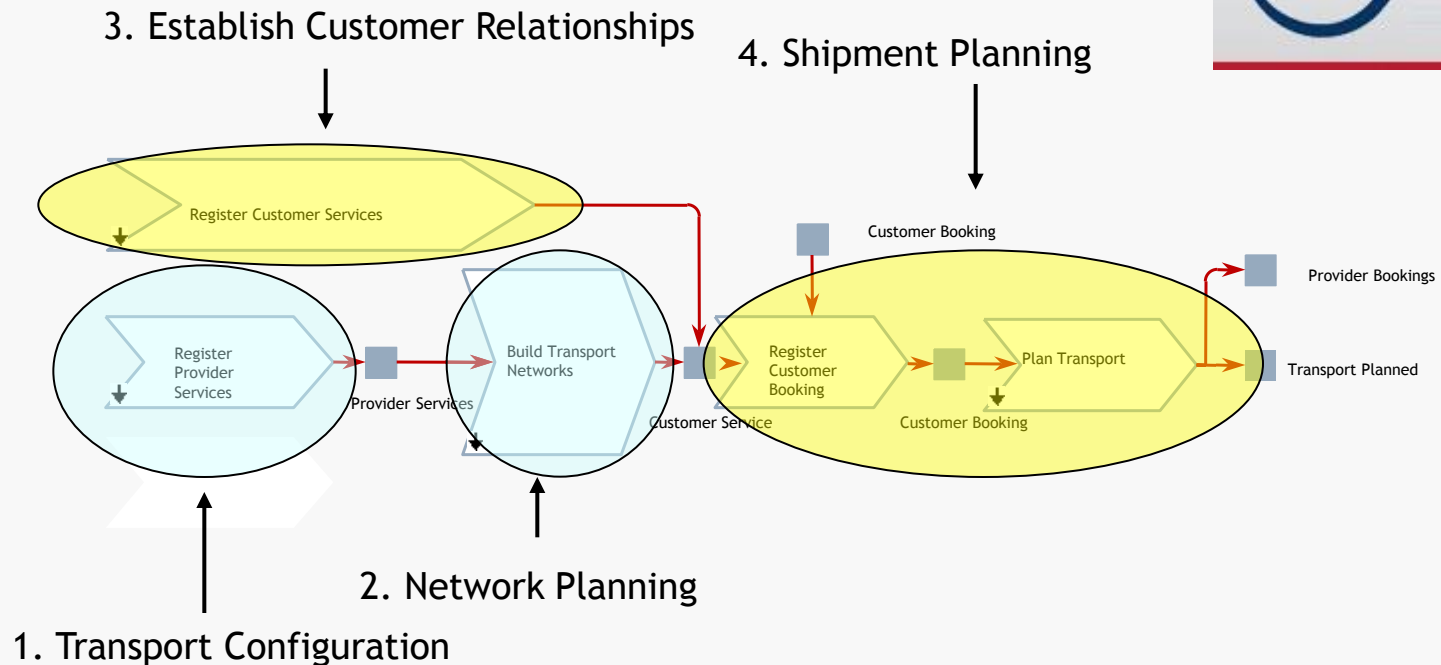 3. Establish Customer Relationships
4. Shipment Planning
Register Customer Services
Customer Booking
Provider Bookings
Register
Provider
Services
Provider Services
Build Transport
Networks
Customer Service
Register
Customer
Booking
Customer Booking
Plan Transport
Transport Planned
2. Network Planning
1. Transport Configuration